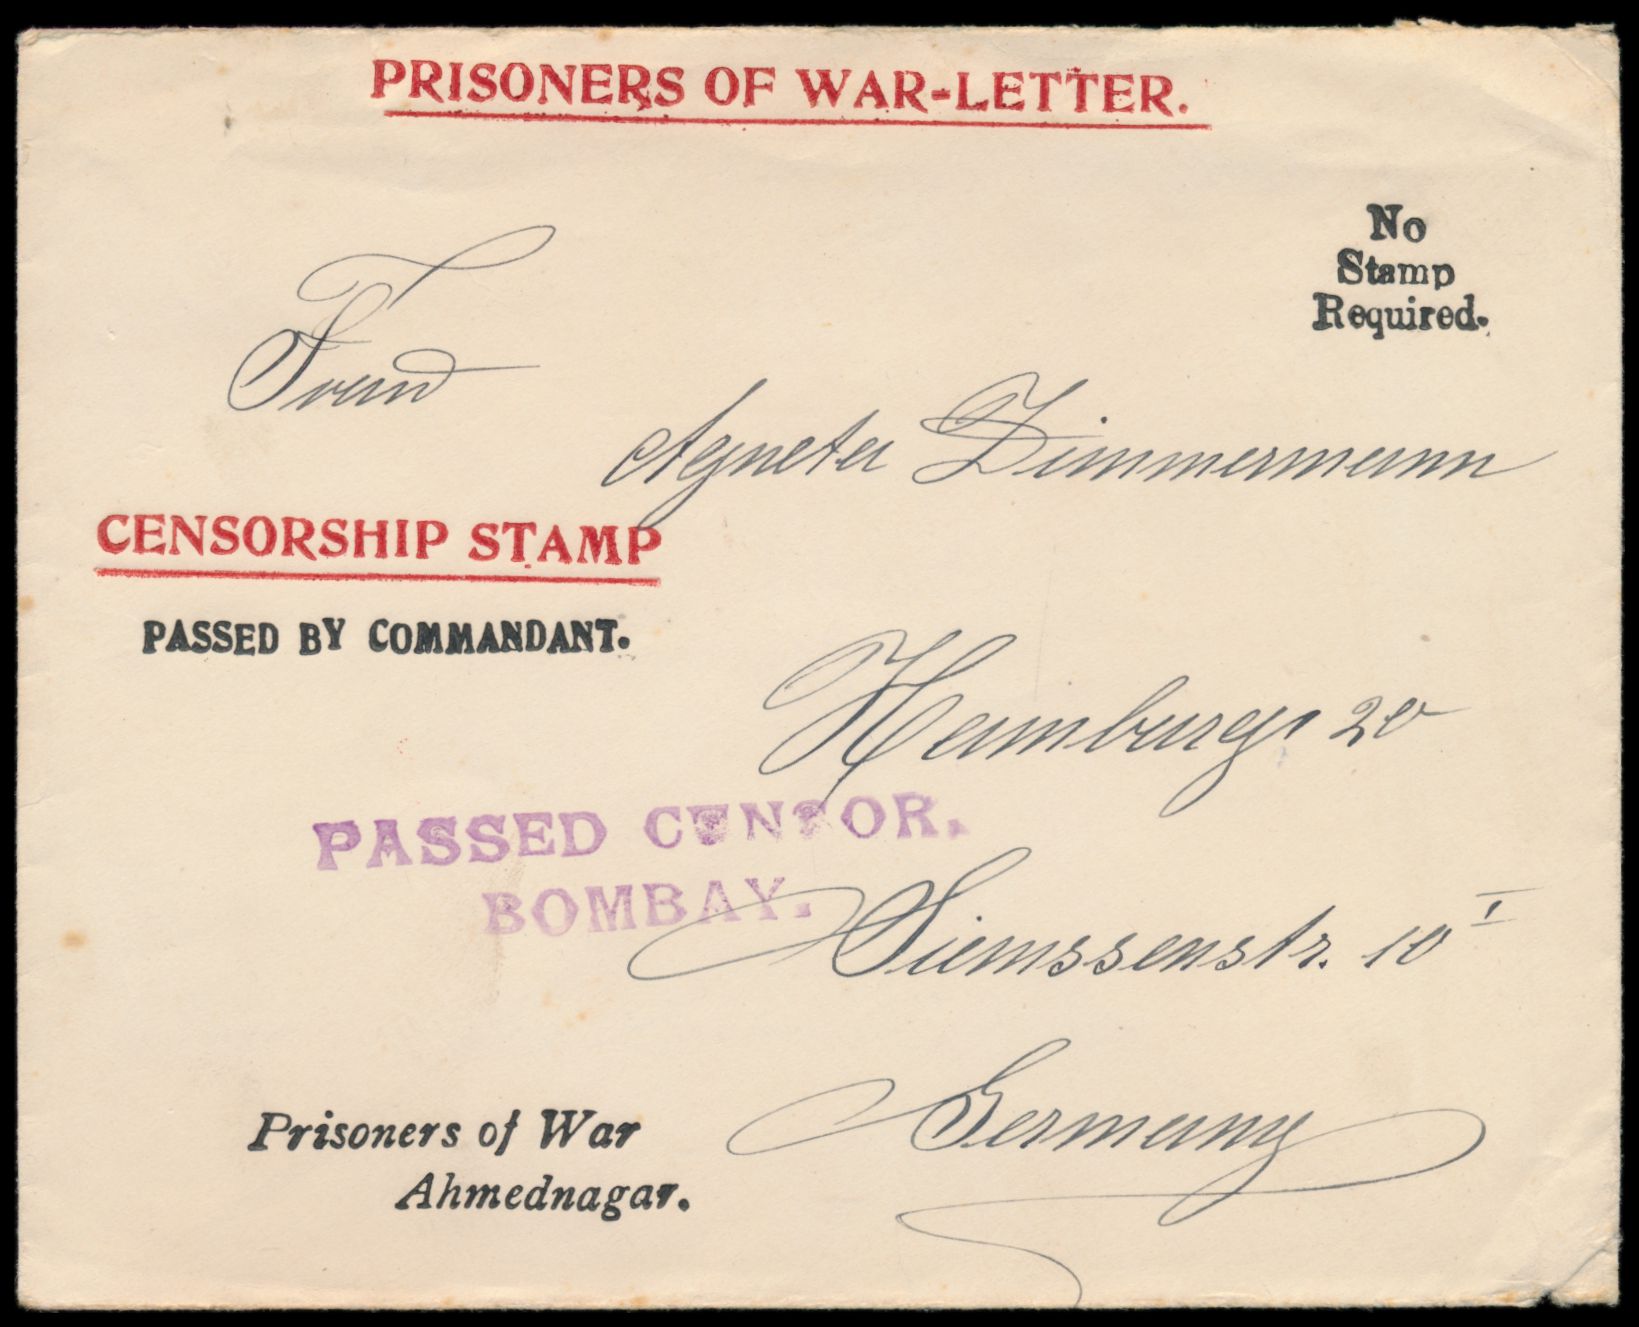 PRISONERS OF WAR-LETTER.
No
Stamp
Required.
Frau
Agneta Zimmermann
CENSORSHIP STAMP
PASSED BY COMMANDANT.
Hamburg 20
PASSED CENSOR.
BOMBAY.
Siemssenstr. 10 I
Germany
Prisoners of War
Ahmednagar.